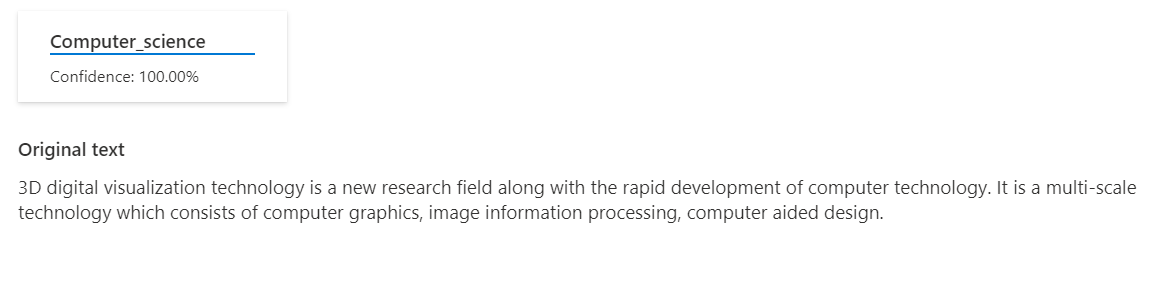 Computer_science
Confidence: 100.00%
Original text
3D digital visualization technology is a new research field along with the rapid development of computer technology. It is a multi-scale
technology which consists of computer graphics, image information processing, computer aided design.